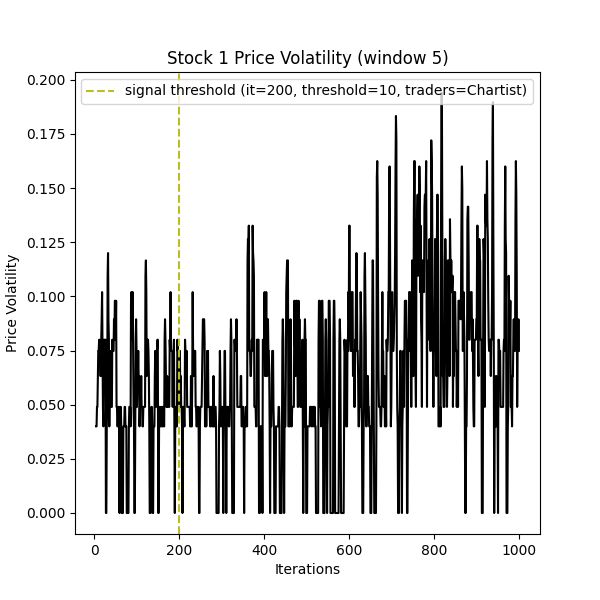 Stock 1 Price Volatility (window 5)
signal threshold (it=200, threshold=10, traders=Chartist)
Price Volatility
0.200
0.175
0.150
0.125
0.100
0.075
0.050
0.025
0.000
0 200 400 600 800 1000
Iterations